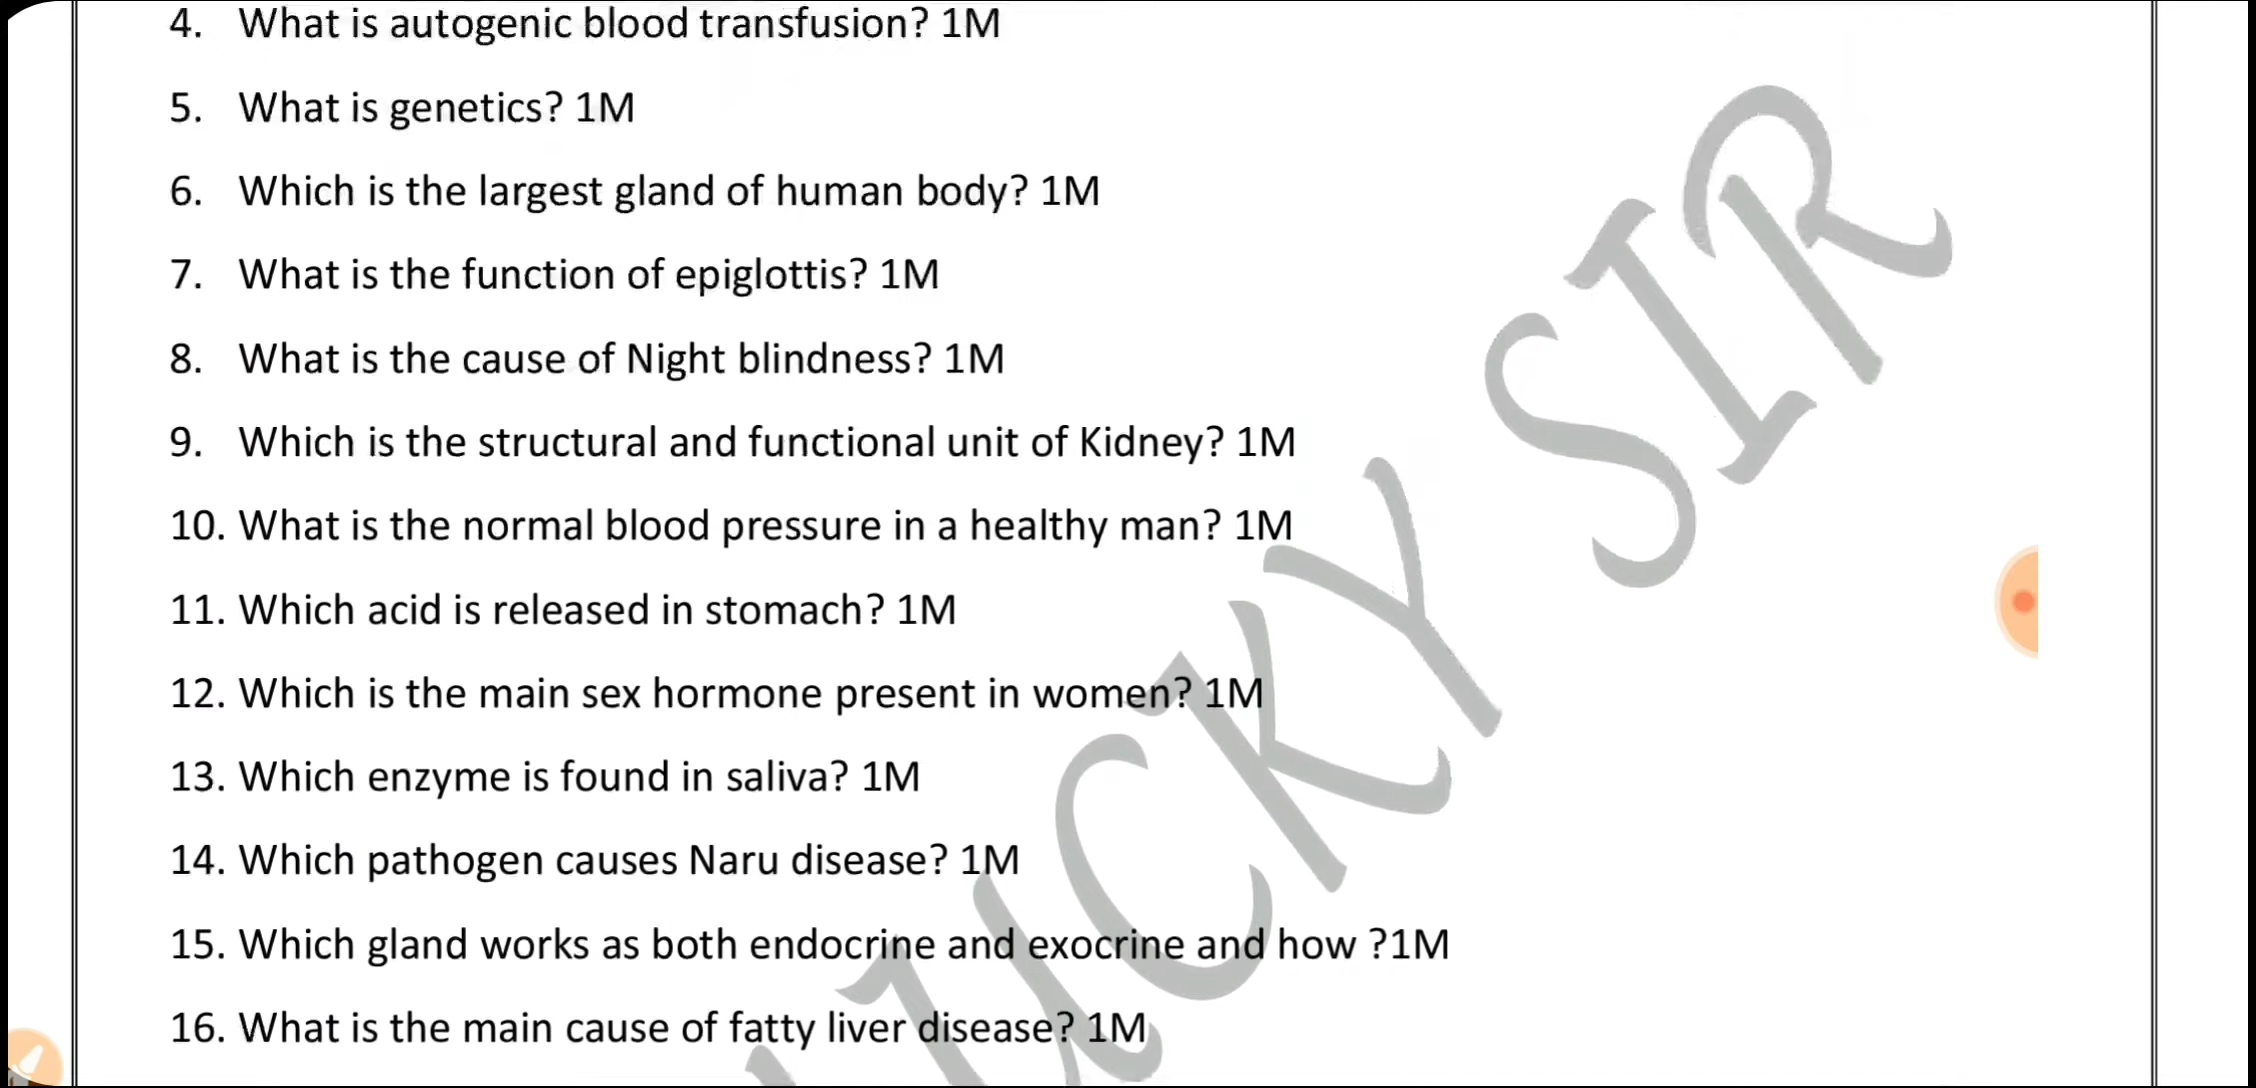 4. What is autogenic blood transfusion? 1M
5. What is genetics? 1M
6. Which is the largest gland of human body? 1M
7. What is the function of epiglottis? 1M
8. What is the cause of Night blindness? 1M
9. Which is the structural and functional unit of Kidney? 1M
10. What is the normal blood pressure in a healthy man? 1M
11. Which acid is released in stomach? 1M
12. Which is the main sex hormone present in women? 1M
13. Which enzyme is found in saliva? 1M
14. Which pathogen causes Naru disease? 1M
15. Which gland works as both endocrine and exocrine and how ?1M
16. What is the main cause of fatty liver disease? 1M
UCKY SIR